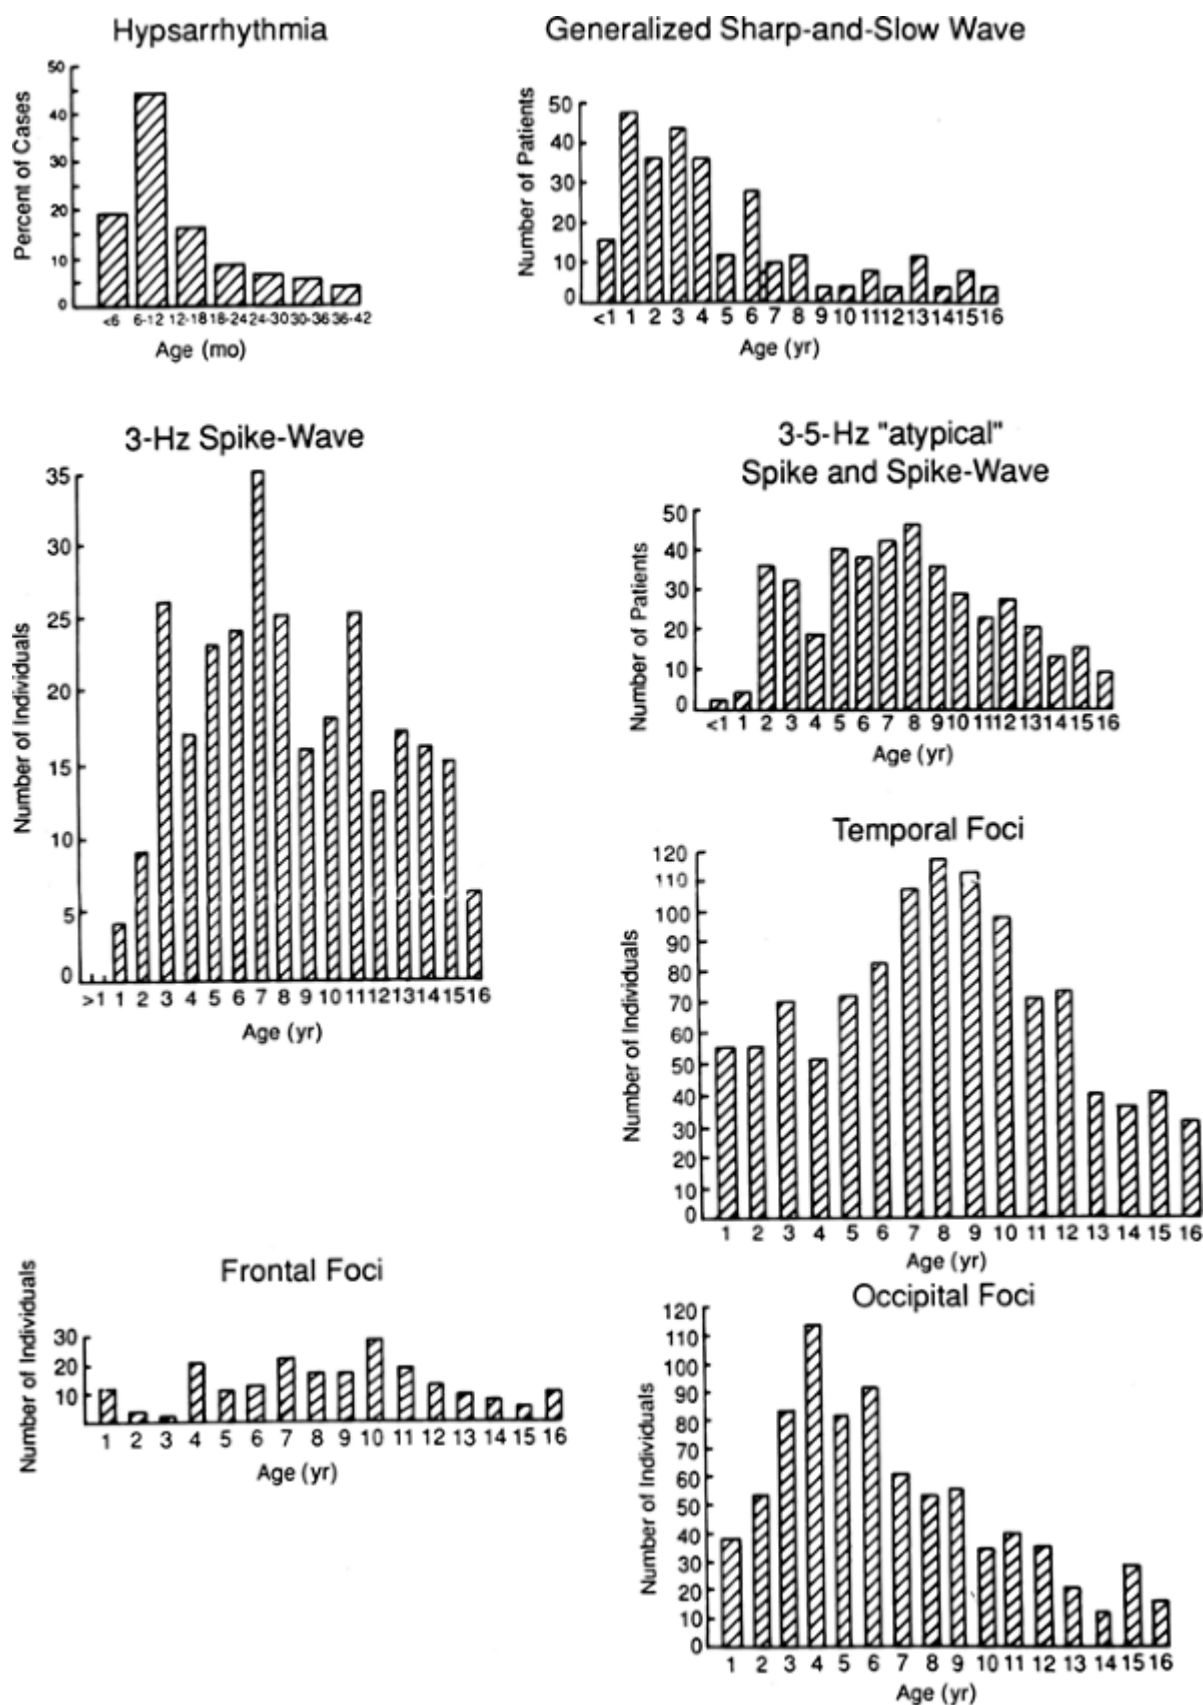 Hypsarrhythmia
Percent of Cases
50
40
30
20
10
0
<6 6-12 12-18 18-24 24-30 30-36 36-42
Age (mo)
Generalized Sharp-and-Slow Wave
Number of Patients
50
40
30
20
10
0
<1 1 2 3 4 5 6 7 8 9 10 11 12 13 14 15 16
Age (yr)
3-Hz Spike-Wave
Number of Individuals
35
30
25
20
15
10
5
0
>1 1 2 3 4 5 6 7 8 9 10 11 12 13 14 15 16
Age (yr)
3-5-Hz "atypical"
Spike and Spike-Wave
Number of Patients
50
40
30
20
10
0
<1 1 2 3 4 5 6 7 8 9 10 11 12 13 14 15 16
Age (yr)
Temporal Foci
Number of Individuals
120
110
100
90
80
70
60
50
40
30
20
10
0
1 2 3 4 5 6 7 8 9 10 11 12 13 14 15 16
Age (yr)
Frontal Foci
Number of Individuals
30
20
10
1 2 3 4 5 6 7 8 9 10 11 12 13 14 15 16
Age (yr)
Occipital Foci
Number of Individuals
120
110
100
90
80
70
60
50
40
30
20
10
0
1 2 3 4 5 6 7 8 9 10 11 12 13 14 15 16
Age (yr)